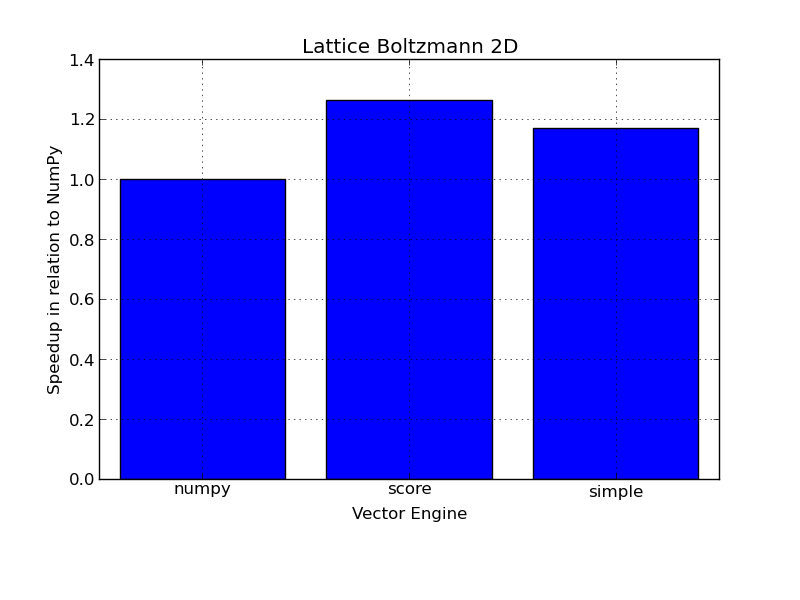 Lattice Boltzmann 2D
1.4
1.2
1.0
0.8
0.6
0.4
0.2
0.0
Speedup in relation to NumPy
numpy
score
simple
Vector Engine